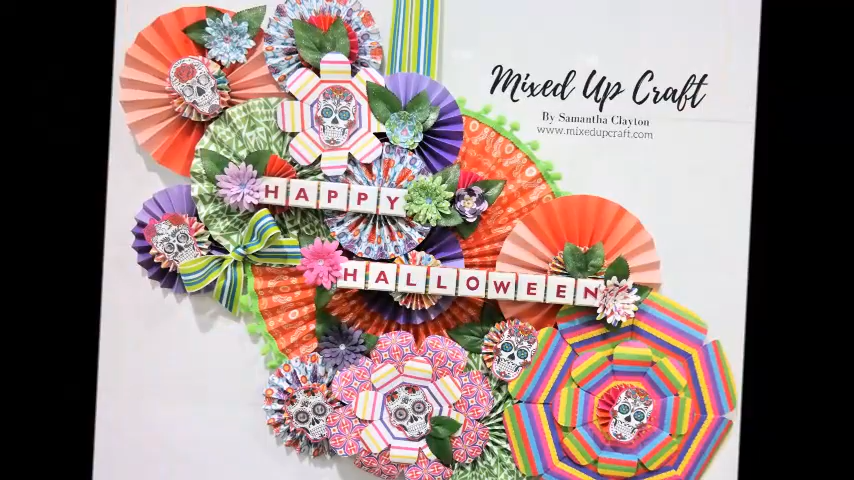 Mixed Up Craft
By Samantha Clayton
www.mixedupcraft.com
HAPPY
HALLOWEEN